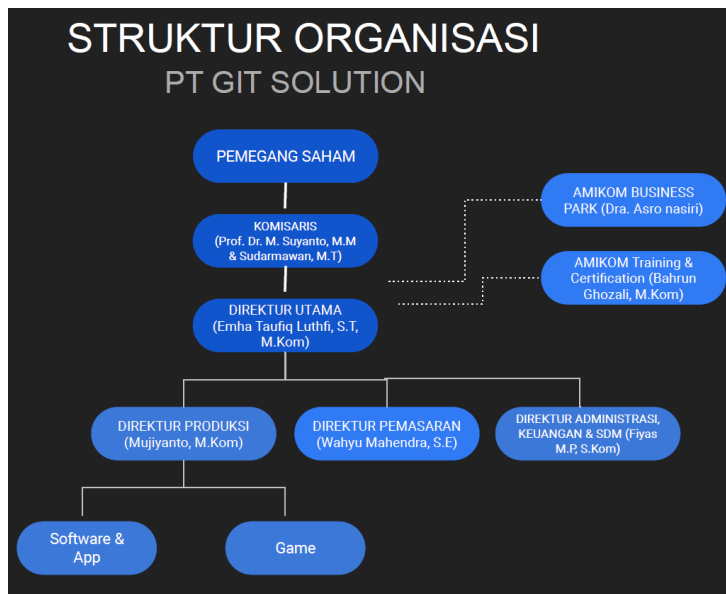 STRUKTUR ORGANISASI
PT GIT SOLUTION
PEMEGANG SAHAM
AMIKOM BUSINESS
PARK (Dra. Asro nasiri)
KOMISARIS
(Prof. Dr. M. Suyanto, M.M
& Sudarmawan, M.T)
AMIKOM Training &
Certification (Bahrun
Ghozali, M.Kom)
DIREKTUR UTAMA
(Emha Taufiq Luthfi, S.T,
M.Kom)
DIREKTUR PRODUKSI
(Mujiyanto, M.Kom)
DIREKTUR PEMASARAN
(Wahyu Mahendra, S.E)
DIREKTUR ADMINISTRASI,
KEUANGAN & SDM (Fiyas
M.P, S.Kom)
Software &
App
Game